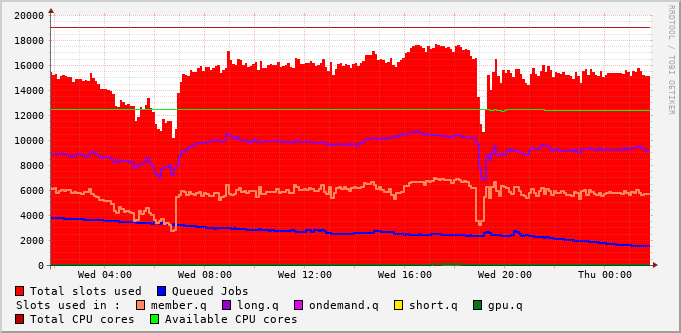 RRDTOOL / TOBI OETIKER
20000
18000
16000
14000
12000
10000
8000
6000
4000
2000
0
Wed 04:00 Wed 08:00 Wed 12:00 Wed 16:00 Wed 20:00 Thu 00:00
Total slots used Queued Jobs
Slots used in : member.q long.q ondemand.q short.q gpu.q
Total CPU cores Available CPU cores